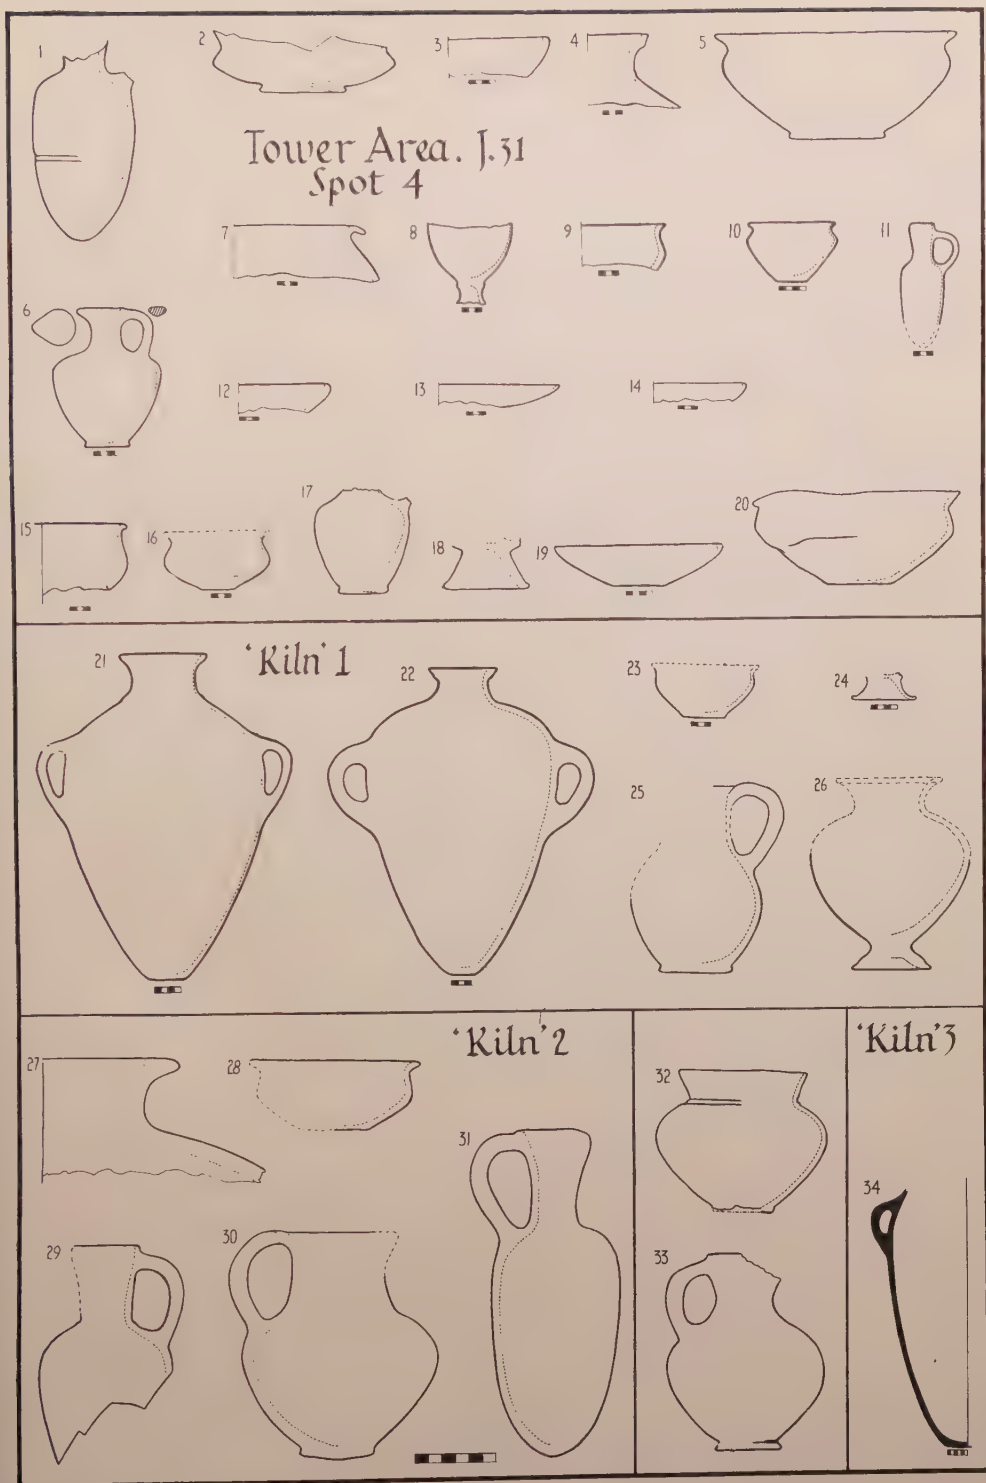 1 2 3 4 5
Tower Area. J.31
Spot 4
7 8 9 10 11
6
12 13 14
15 16 17 18 19 20
21 'Kiln' 1 22 23 24
25 26
27 28 'Kiln' 2 32 'Kiln' 3
31
34
29 30 33